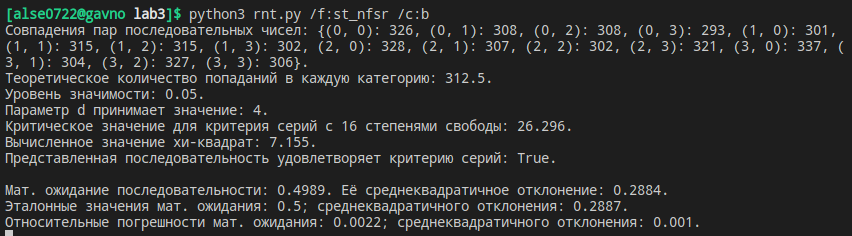 [alse0722@gavno lab3]$ python3 rnt.py /f:st_nfsr /c:b
Совпадения пар последовательных чисел: {(0, 0): 326, (0, 1): 308, (0, 2): 308, (0, 3): 293, (1, 0): 301,
(1, 1): 315, (1, 2): 315, (1, 3): 302, (2, 0): 328, (2, 1): 307, (2, 2): 302, (2, 3): 321, (3, 0): 337, (
3, 1): 304, (3, 2): 327, (3, 3): 306}.
Теоретическое количество попаданий в каждую категорию: 312.5.
Уровень значимости: 0.05.
Параметр d принимает значение: 4.
Критическое значение для критерия серий с 16 степенями свободы: 26.296.
Вычисленное значение хи-квадрат: 7.155.
Представленная последовательность удовлетворяет критерию серий: True.
Мат. ожидание последовательности: 0.4989. Её среднеквадратичное отклонение: 0.2884.
Эталонные значения мат. ожидания: 0.5; среднеквадратичного отклонения: 0.2887.
Относительные погрешности мат. ожидания: 0.0022; среднеквадратичного отклонения: 0.001.